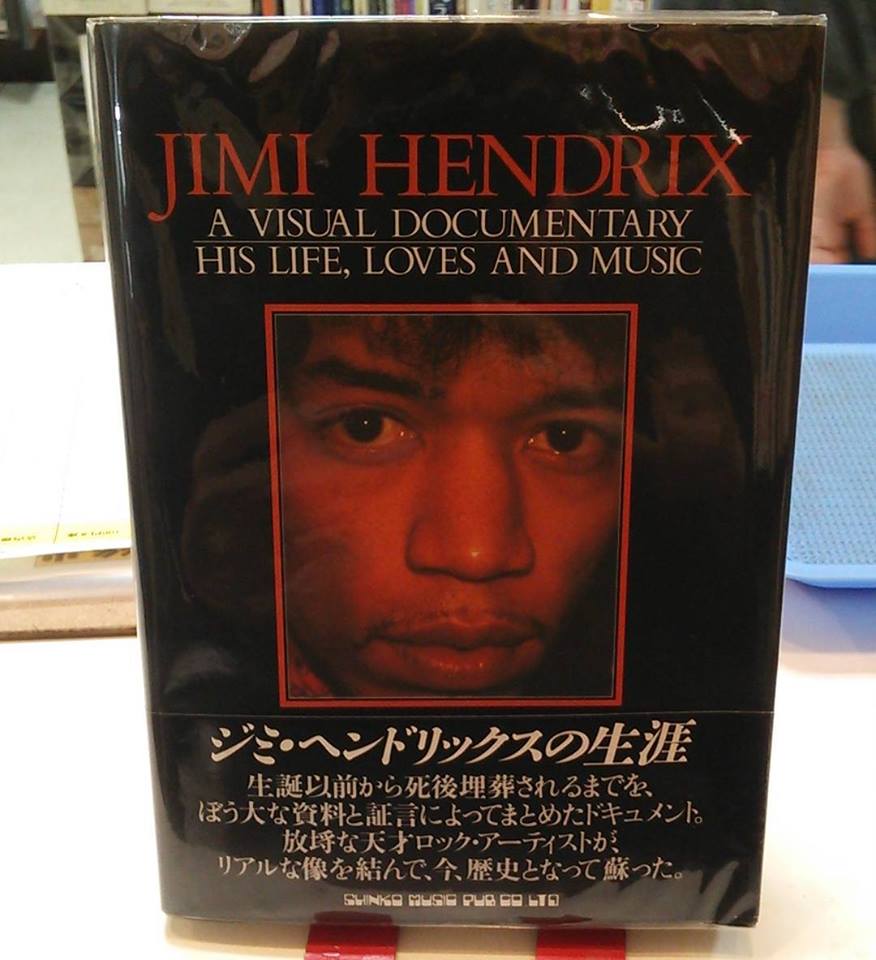 JIMI HENDRIX
A VISUAL DOCUMENTARY
HIS LIFE, LOVES AND MUSIC
ジミ・ヘンドリックスの生涯
生誕以前から死後埋葬されるまでを、
ぼう大な資料と証言によってまとめたドキュメント。
放埓な天才ロック・アーティストが、
リアルな像を結んで、今、歴史となって蘇った。
SHINKO MUSIC PUB CO LTD